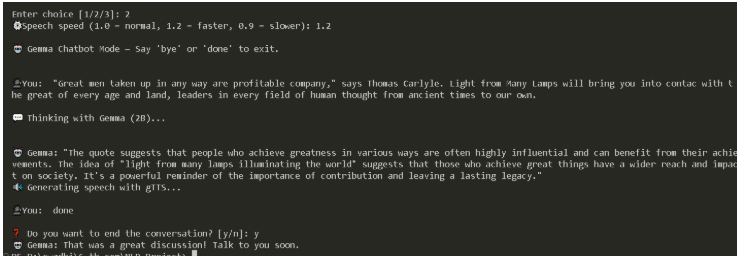 Enter choice [1/2/3]: 2
Speech speed (1.0 = normal, 1.2 = faster, 0.9 = slower): 1.2
Gemma Chatbot Mode — Say 'bye' or 'done' to exit.
You:  "Great men taken up in any way are profitable company," says Thomas Carlyle. Light from Many Lamps will bring you into contac with t
he great of every age and land, leaders in every field of human thought from ancient times to our own.
Thinking with Gemma (2B)...
Gemma: "The quote suggests that people who achieve greatness in various ways are often highly influential and can benefit from their achie
vements. The idea of "light from many lamps illuminating the world" suggests that those who achieve great things have a wider reach and impac
t on society. It's a powerful reminder of the importance of contribution and leaving a lasting legacy."
Generating speech with gTTS...
You:  done
Do you want to end the conversation? [y/n]: y
Gemma: That was a great discussion! Talk to you soon.